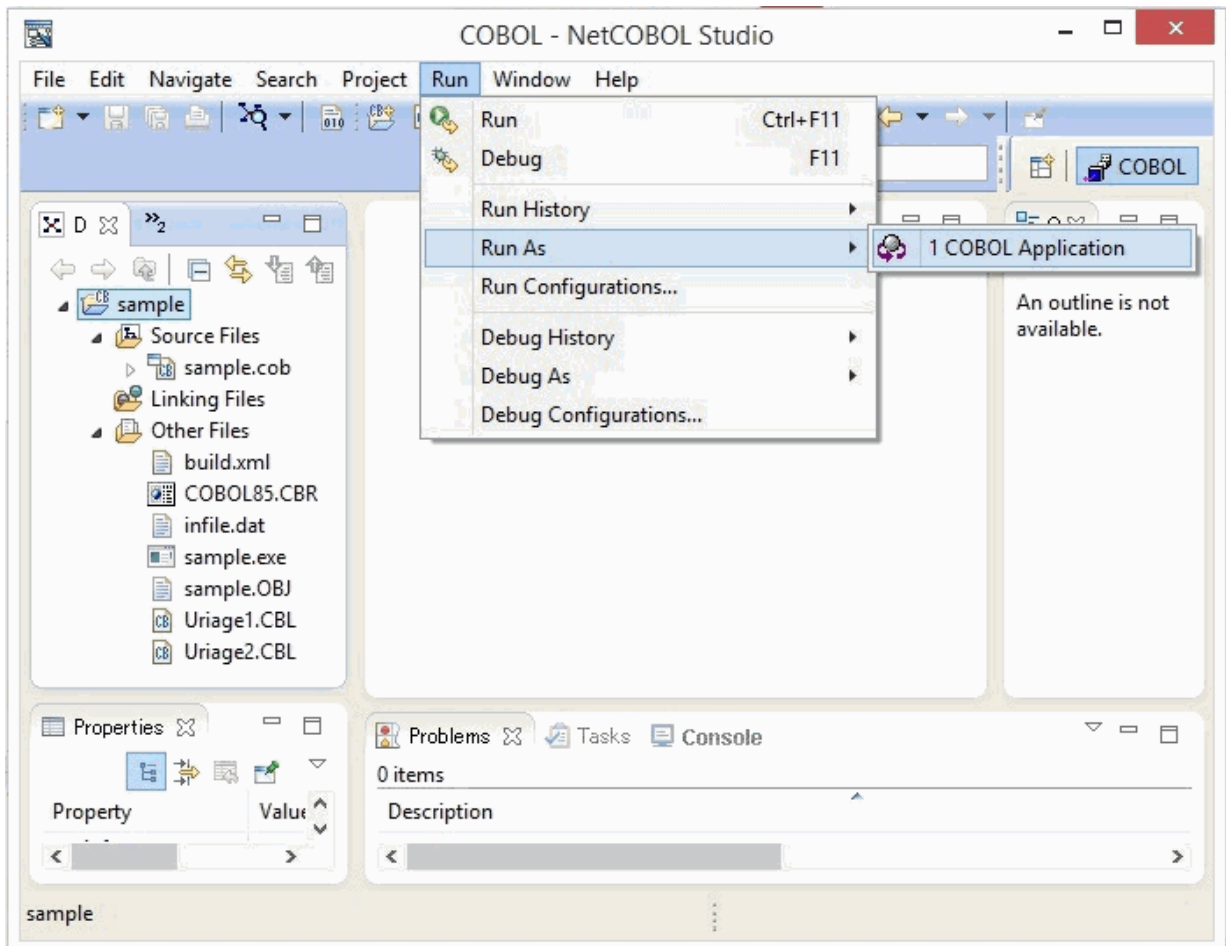 COBOL - NetCOBOL Studio
File Edit Navigate Search Project Run Window Help
Run Ctrl+F11
Debug F11
COBOL
Run History
Run As
1 COBOL Application
Run Configurations...
Debug History
Debug As
Debug Configurations...
D
»2
sample
Source Files
sample.cob
Linking Files
Other Files
build.xml
COBOL85.CBR
infile.dat
sample.exe
sample.OBJ
Uriage1.CBL
Uriage2.CBL
An outline is not
available.
Properties
Property Value
Problems Tasks Console
0 items
Description
sample